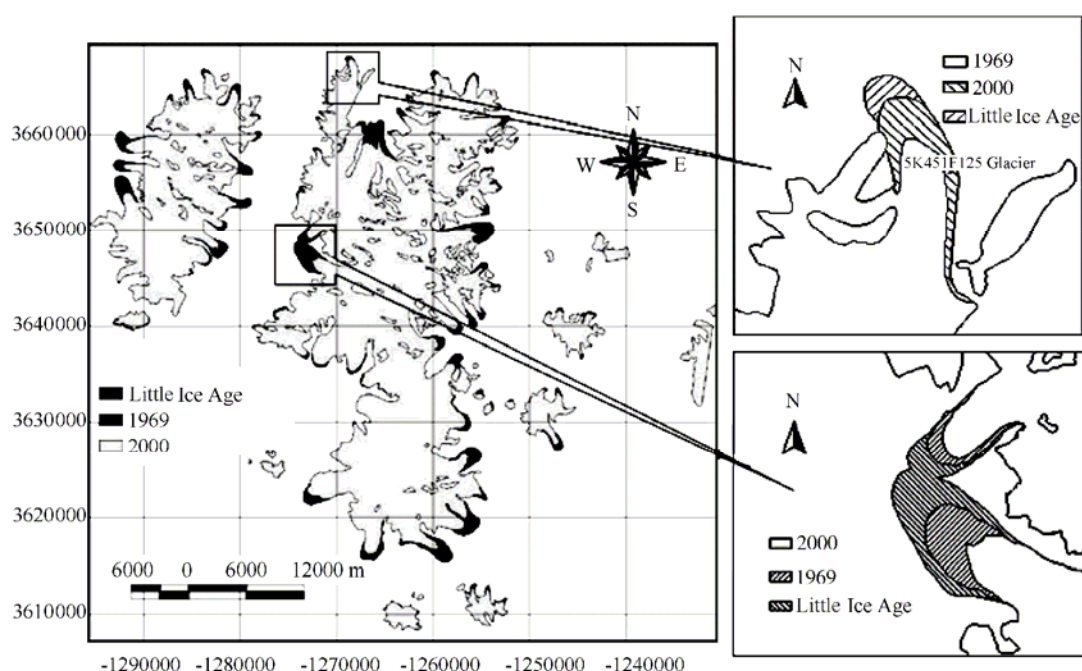 3660000
3650000
3640000
3630000
3620000
3610000
N
W E
S
Little Ice Age
1969
2000
6000 0 6000 12000 m
-1290000 -1280000 -1270000 -1260000 -1250000 -1240000
N
1969
2000
Little Ice Age
5K451F125 Glacier
N
2000
1969
Little Ice Age